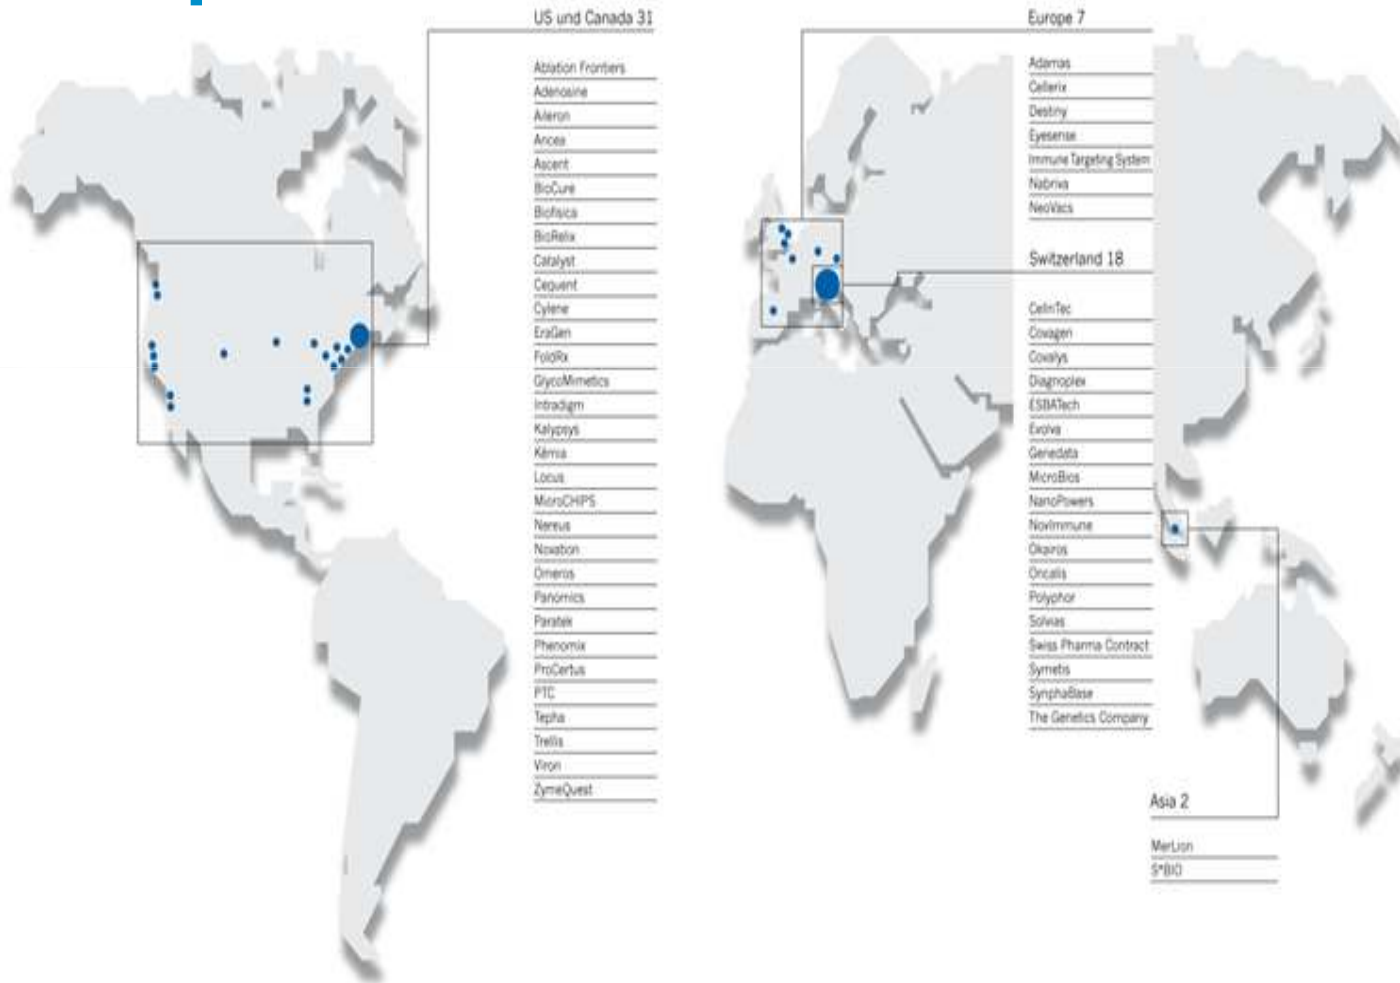 US und Canada 31
Ablation Frontiers
Adenosine
Aileron
Ancea
Ascent
BioCure
Biofisica
BioRelix
Catalyst
Cequent
Cylene
EraGen
FoldRx
GlycoMimetics
Intradigm
Kalypsys
Kémia
Locus
MicroCHIPS
Nereus
Novation
Omeros
Panomics
Paratek
Phenomix
ProCertus
PTC
Tepha
Trellis
Viron
ZymeQuest
Europe 7
Adamas
Cellerix
Destiny
Eyesense
Immune Targeting System
Nabriva
NeoVacs
Switzerland 18
CelinTec
Covagen
Covalys
Diagnoplex
ESBATech
Evolva
Genedata
MicroBios
NanoPowers
NovImmune
Okairos
Oncalis
Polyphor
Solvias
Swiss Pharma Contract
Symetis
SynphaBase
The Genetics Company
Asia 2
MerLion
S*BIO